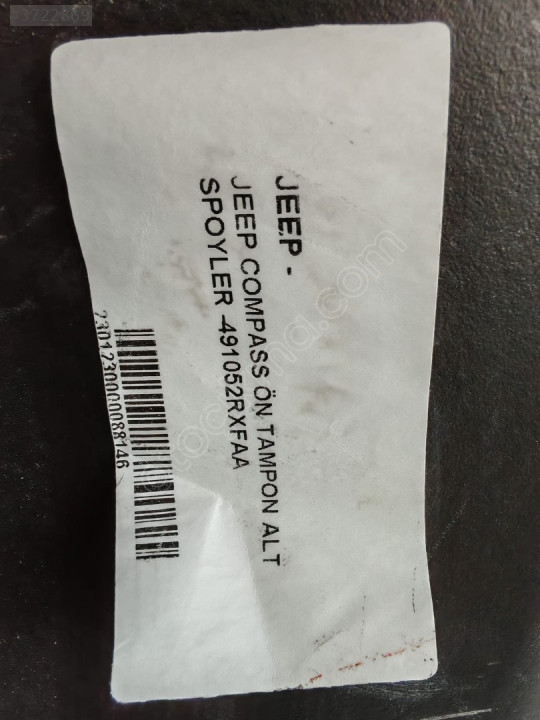 JEEP -
JEEP COMPASS ÖN TAMPON ALT
SPOYLER -491052RXFAA
2301230000088146